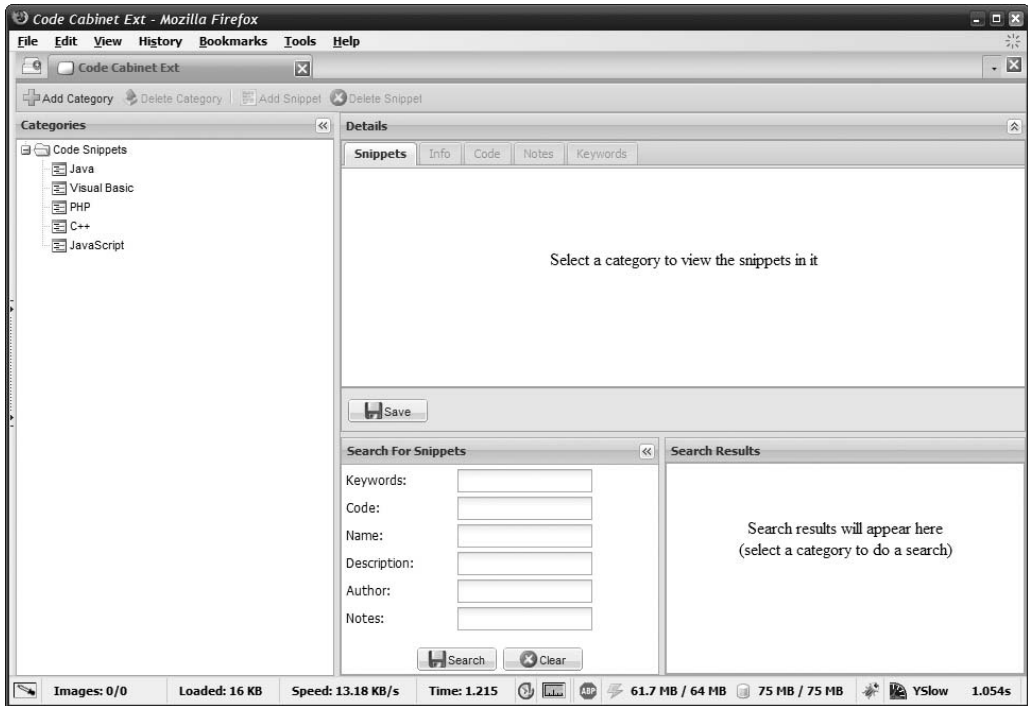 Code Cabinet Ext - Mozilla Firefox
File Edit View History Bookmarks Tools Help
Code Cabinet Ext
Add Category Delete Category Add Snippet Delete Snippet
Categories
Code Snippets
Java
Visual Basic
PHP
C++
JavaScript
Details
Snippets Info Code Notes Keywords
Select a category to view the snippets in it
Save
Search For Snippets
Keywords:
Code:
Name:
Description:
Author:
Notes:
Search Clear
Search Results
Search results will appear here
(select a category to do a search)
Images: 0/0 Loaded: 16 KB Speed: 13.18 KB/s Time: 1.215 ABP 61.7 MB / 64 MB 75 MB / 75 MB YSlow 1.054s